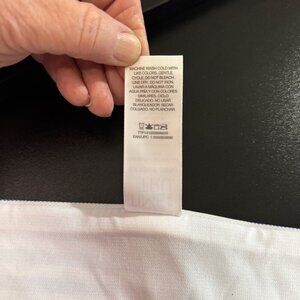 MACHINE WASH COLD WITH
LIKE COLORS, GENTLE
CYCLE, DO NOT BLEACH
LINE DRY, DO NOT IRON,
LAVAR A MAQUINA CON
AGUA FRIA Y CON COLORES
SIMILARES, CICLO
DELICADO, NO USAR
BLANQUEADOR, SECAR
COLGADO, NO PLANCHAR.